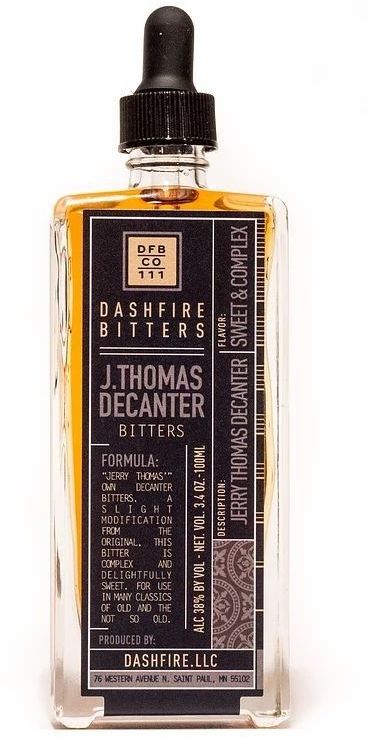 DFB
CO
111
DASHFIRE
BITTERS
J.THOMAS
DECANTER
BITTERS
FORMULA:
"JERRY THOMAS'"
OWN DECANTER
BITTERS. A
SLIGHT
MODIFICATION
FROM THE
ORIGINAL. THIS
BITTER IS
COMPLEX AND
DELIGHTFULLY
SWEET. FOR USE
IN MANY CLASSICS
OF OLD AND THE
NOT SO OLD.
ALC 38% BY VOL - NET. VOL. 3.4 OZ.-100ML
FLAVOR: SWEET & COMPLEX
DESCRIPTION: JERRYTHOMAS DECANTER
PRODUCED BY:
DASHFIRE.LLC
76 WESTERN AVENUE N. SAINT PAUL, MN 55102